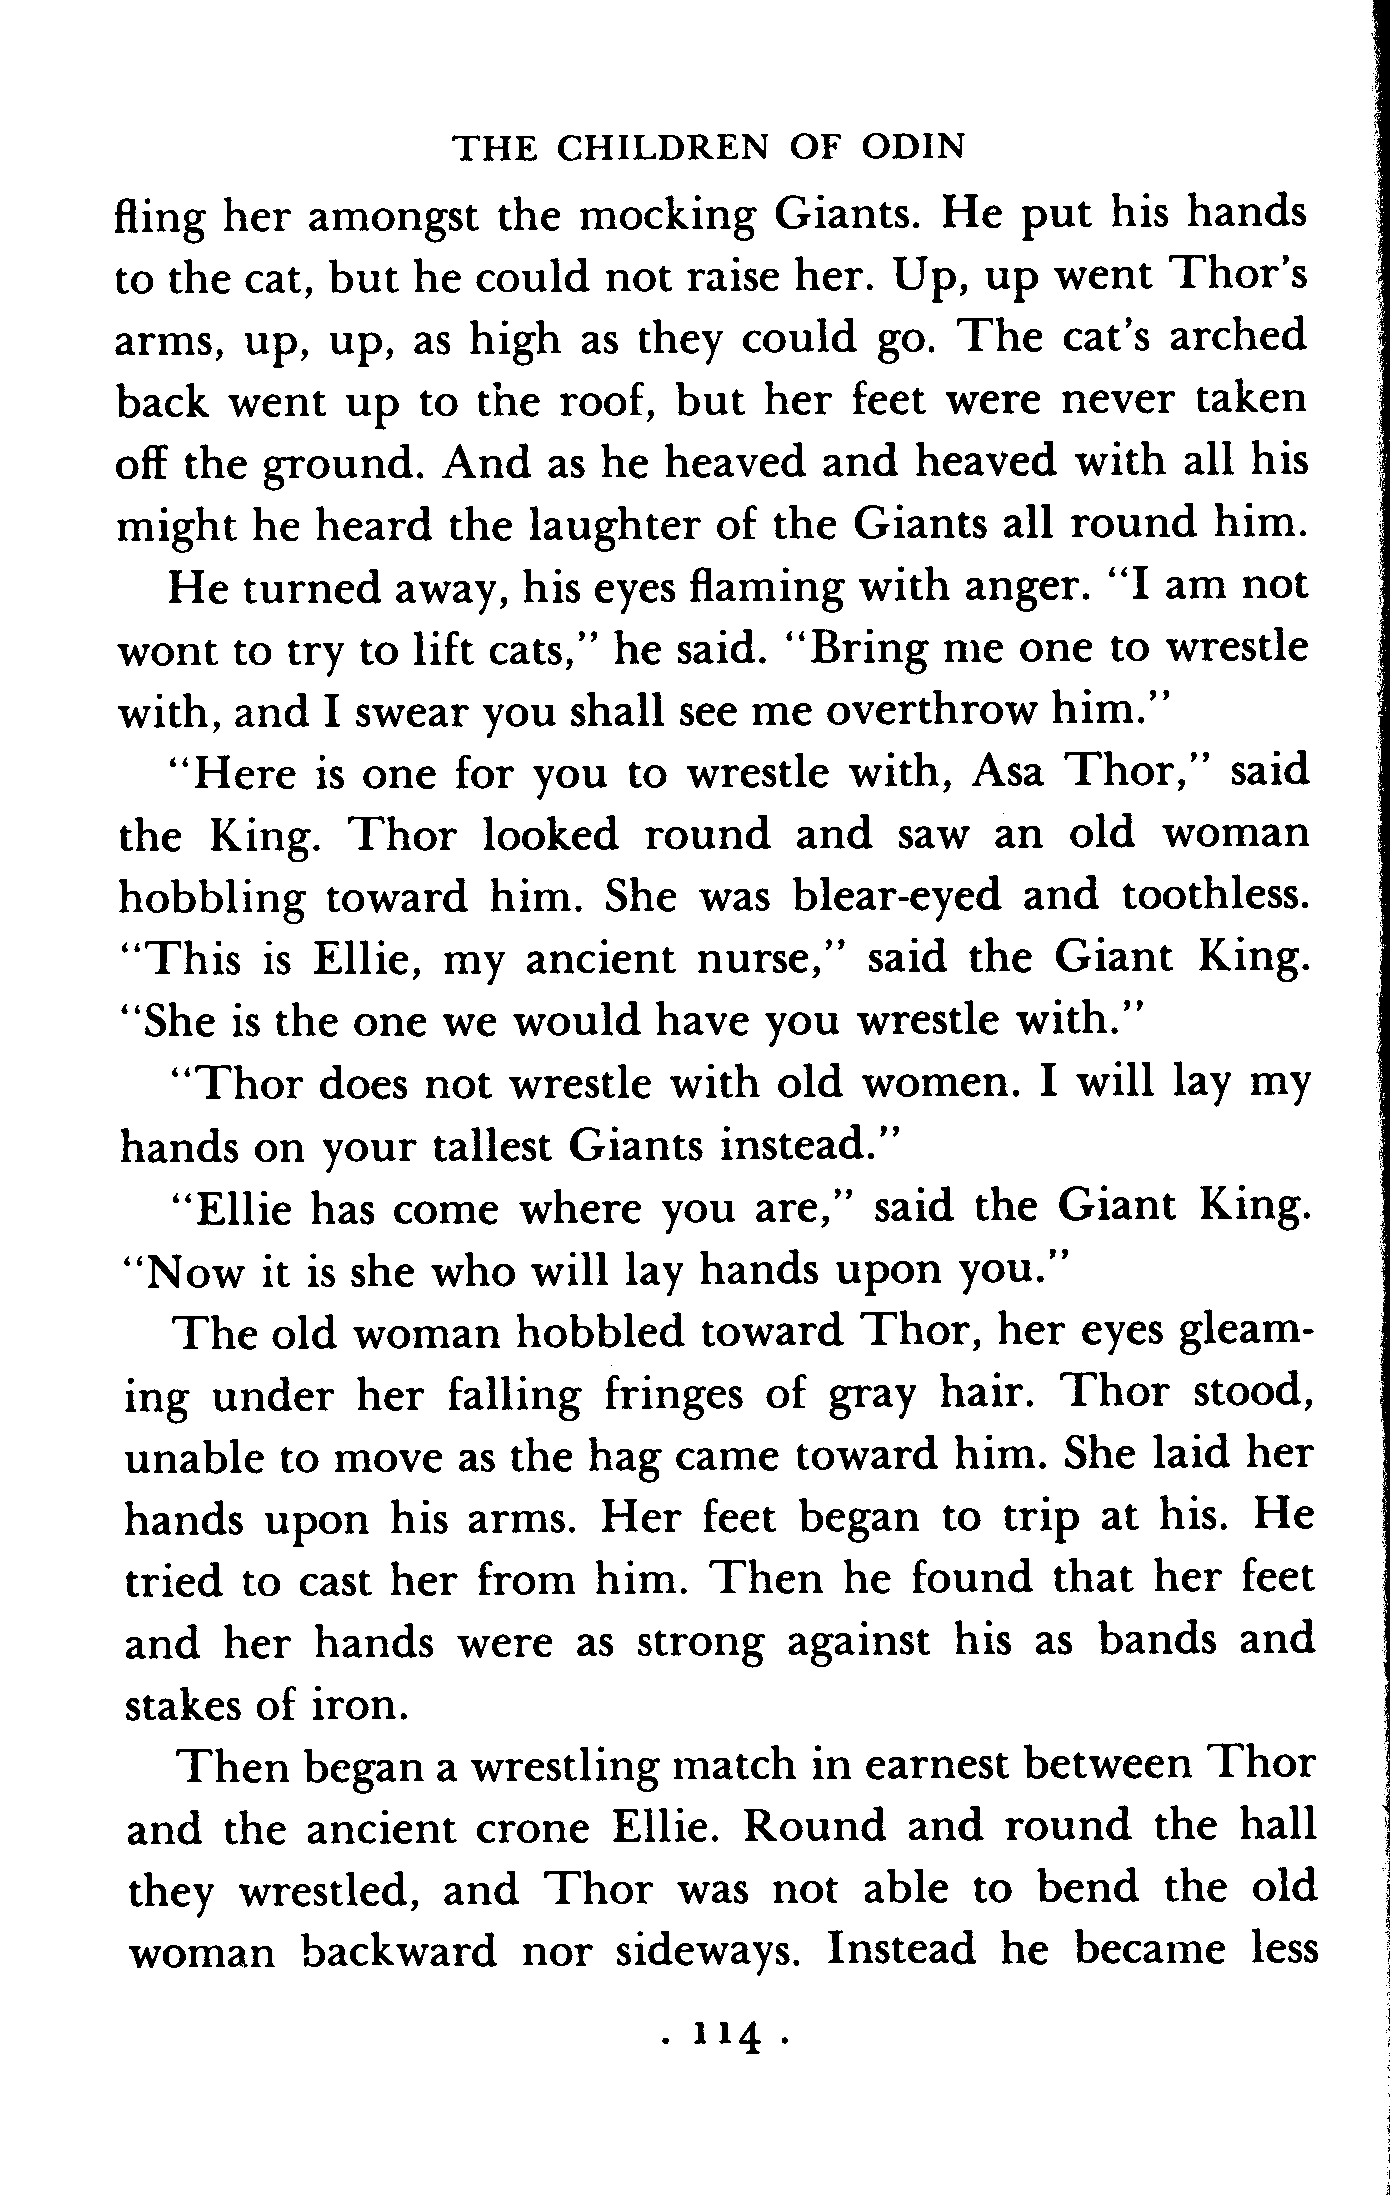 THE CHILDREN OF ODIN
fling her amongst the mocking Giants. He put his hands
to the cat, but he could not raise her. Up, up went Thor's
arms, up, up, as high as they could go. The cat's arched
back went up to the roof, but her feet were never taken
off the ground. And as he heaved and heaved with all his
might he heard the laughter of the Giants all round him.
He turned away, his eyes flaming with anger. "I am not
wont to try to lift cats," he said. "Bring me one to wrestle
with, and I swear you shall see me overthrow him."
"Here is one for you to wrestle with, Asa Thor," said
the King. Thor looked round and saw an old woman
hobbling toward him. She was blear-eyed and toothless.
"This is Ellie, my ancient nurse," said the Giant King.
"She is the one we would have you wrestle with."
"Thor does not wrestle with old women. I will lay my
hands on your tallest Giants instead."
"Ellie has come where you are," said the Giant King.
"Now it is she who will lay hands upon you."
The old woman hobbled toward Thor, her eyes gleam-
ing under her falling fringes of gray hair. Thor stood,
unable to move as the hag came toward him. She laid her
hands upon his arms. Her feet began to trip at his. He
tried to cast her from him. Then he found that her feet
and her hands were as strong against his as bands and
stakes of iron.
Then began a wrestling match in earnest between Thor
and the ancient crone Ellie. Round and round the hall
they wrestled, and Thor was not able to bend the old
woman backward nor sideways. Instead he became less
. 114 .